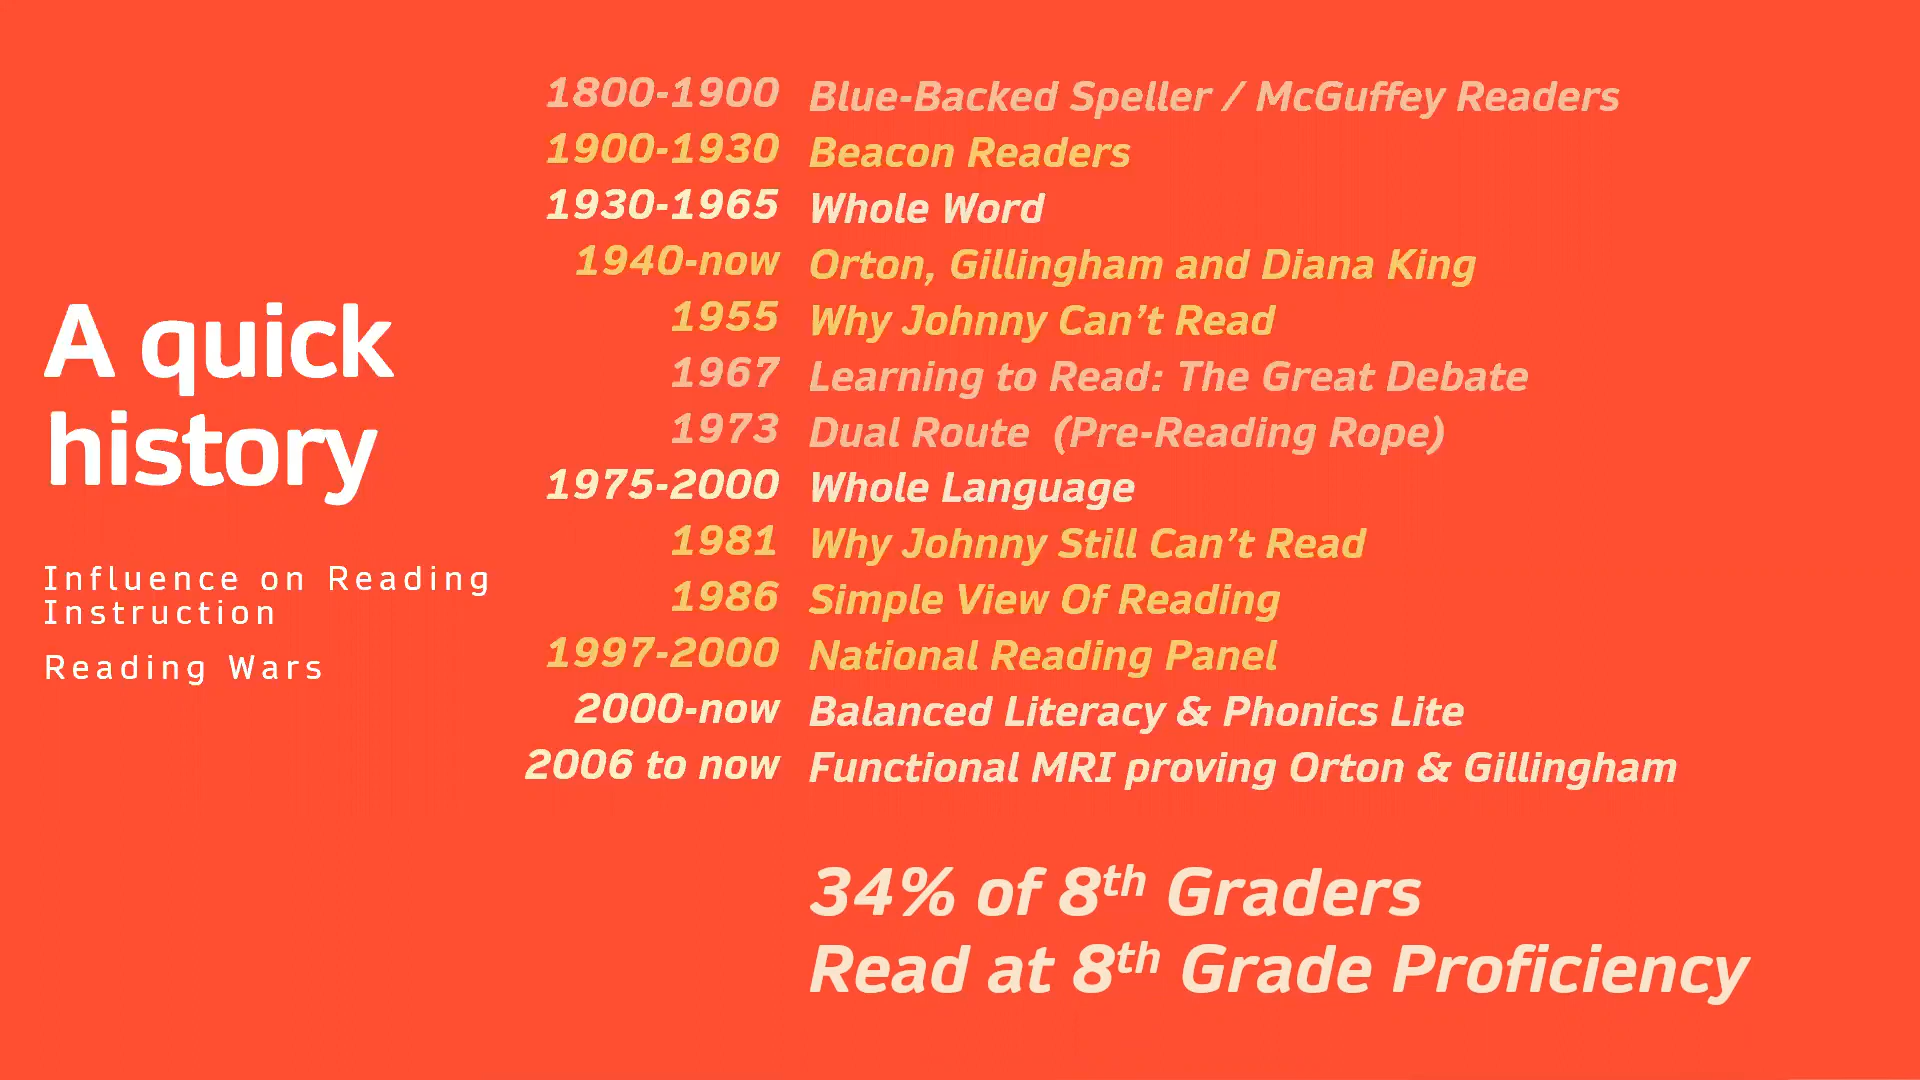 A quick
history
Influence on Reading
Instruction
Reading Wars
1800-1900 Blue-Backed Speller / McGuffey Readers
1900-1930 Beacon Readers
1930-1965 Whole Word
1940-now Orton, Gillingham and Diana King
1955 Why Johnny Can’t Read
1967 Learning to Read: The Great Debate
1973 Dual Route (Pre-Reading Rope)
1975-2000 Whole Language
1981 Why Johnny Still Can’t Read
1986 Simple View Of Reading
1997-2000 National Reading Panel
2000-now Balanced Literacy & Phonics Lite
2006 to now Functional MRI proving Orton & Gillingham
34% of 8th Graders
Read at 8th Grade Proficiency